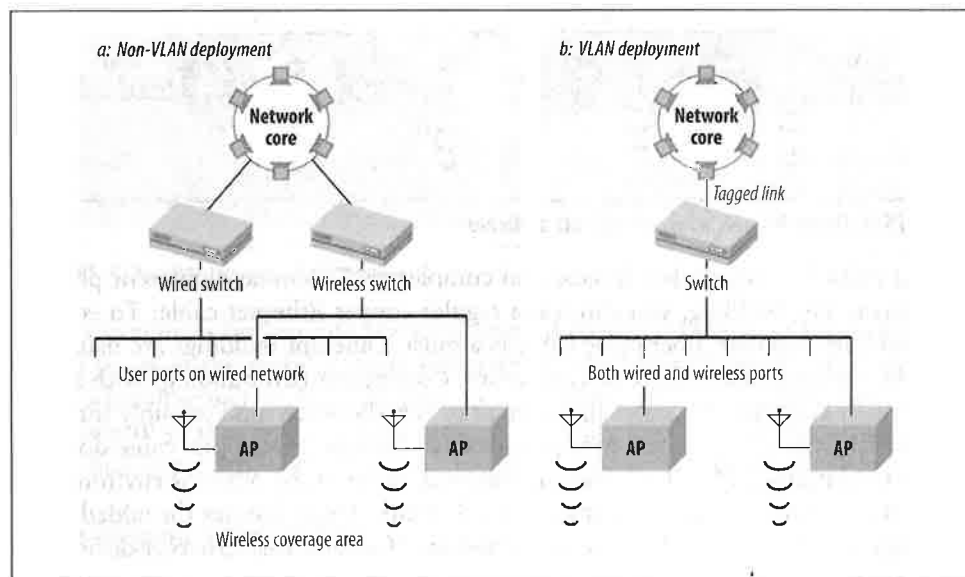 a: Non-VLAN deployment
Network
core
Wired switch
Wireless switch
User ports on wired network
AP
AP
Wireless coverage area
b: VLAN deployment
Network
core
Tagged link
Switch
Both wired and wireless ports
AP
AP